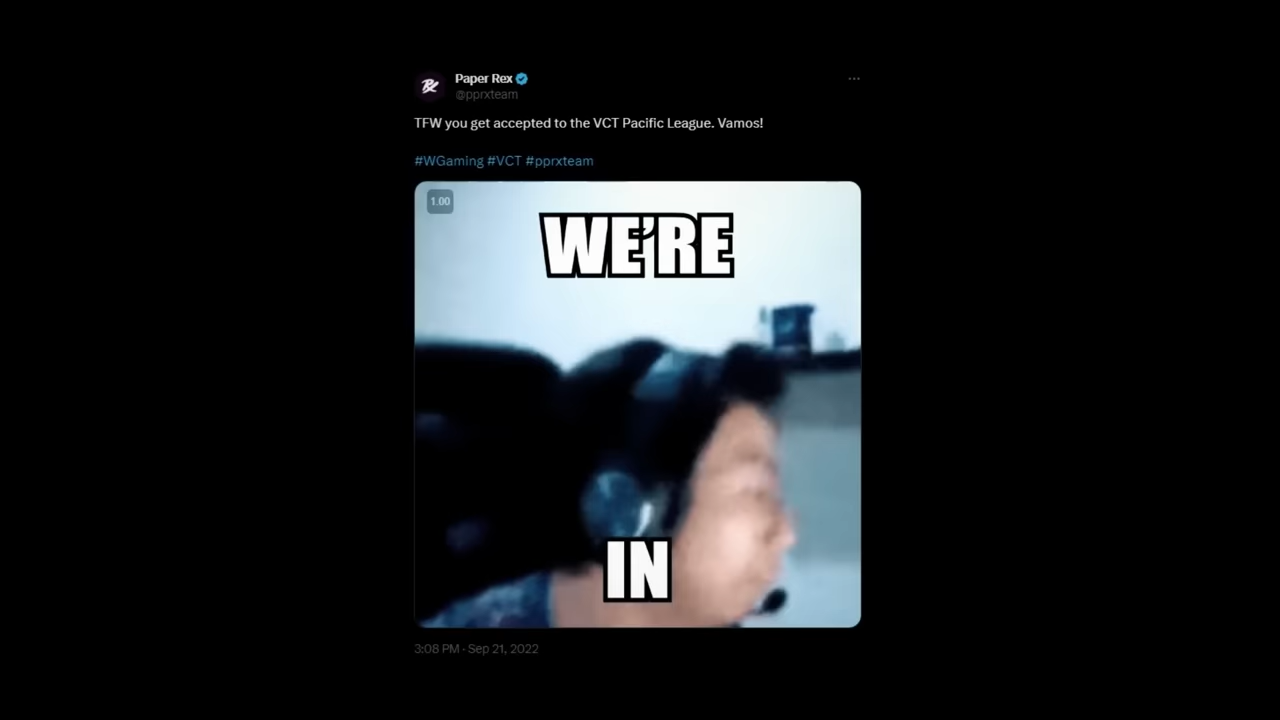 Paper Rex
@pprxteam
TFW you get accepted to the VCT Pacific League. Vamos!
#WGaming #VCT #pprxteam
1.00
WE'RE
IN
3:08 PM · Sep 21, 2022